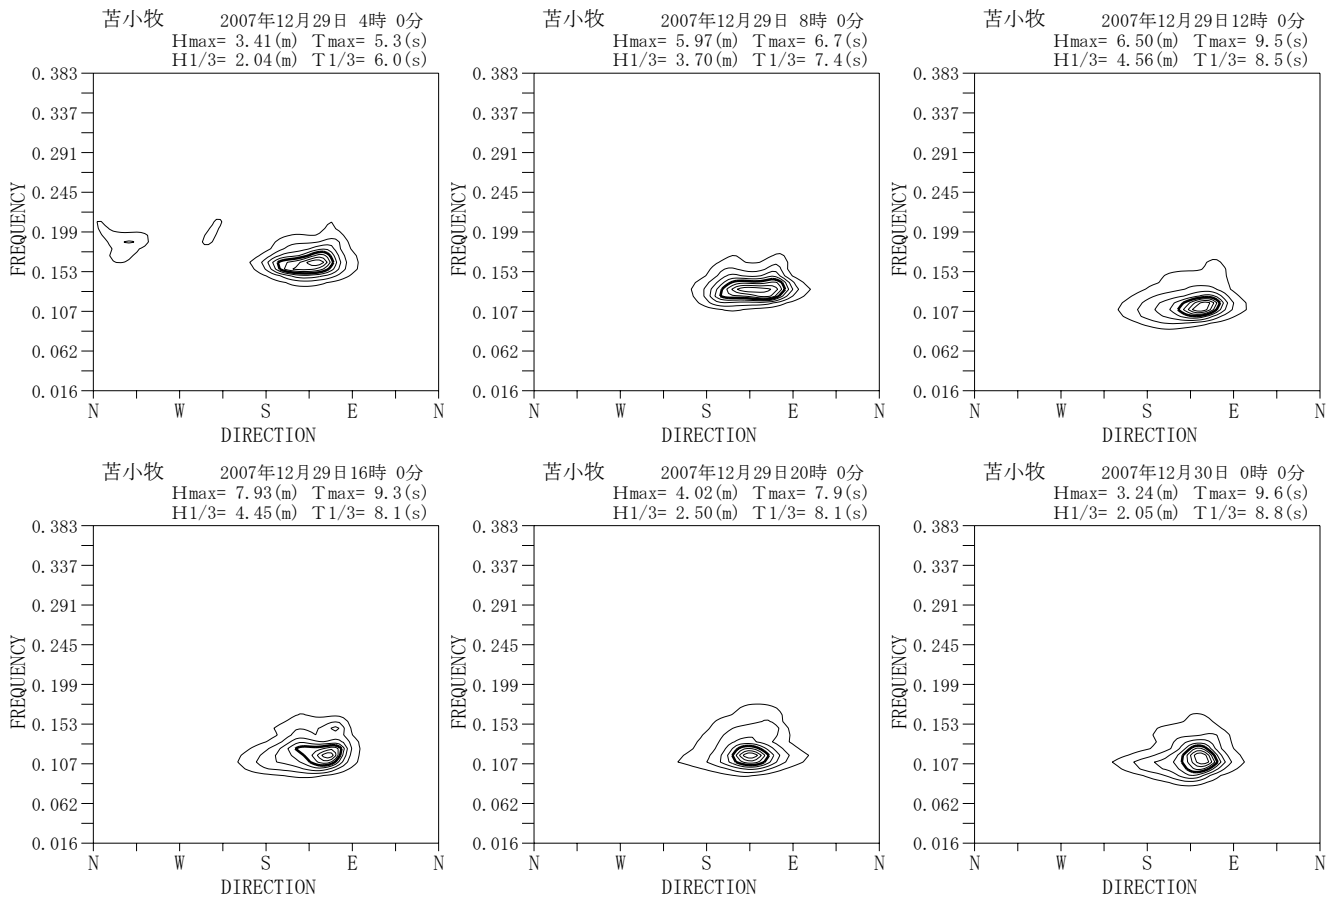 苫小牧 2007年12月29日 4時 0分
Hmax= 3.41(m) Tmax= 5.3(s)
H1/3= 2.04(m) T1/3= 6.0(s)
0.383
0.337
0.291
0.245
0.199
0.153
0.107
0.062
0.016
FREQUENCY
N W S E N
DIRECTION
苫小牧 2007年12月29日 8時 0分
Hmax= 5.97(m) Tmax= 6.7(s)
H1/3= 3.70(m) T1/3= 7.4(s)
0.383
0.337
0.291
0.245
0.199
0.153
0.107
0.062
0.016
FREQUENCY
N W S E N
DIRECTION
苫小牧 2007年12月29日12時 0分
Hmax= 6.50(m) Tmax= 9.5(s)
H1/3= 4.56(m) T1/3= 8.5(s)
0.383
0.337
0.291
0.245
0.199
0.153
0.107
0.062
0.016
FREQUENCY
N W S E N
DIRECTION
苫小牧 2007年12月29日16時 0分
Hmax= 7.93(m) Tmax= 9.3(s)
H1/3= 4.45(m) T1/3= 8.1(s)
0.383
0.337
0.291
0.245
0.199
0.153
0.107
0.062
0.016
FREQUENCY
N W S E N
DIRECTION
苫小牧 2007年12月29日20時 0分
Hmax= 4.02(m) Tmax= 7.9(s)
H1/3= 2.50(m) T1/3= 8.1(s)
0.383
0.337
0.291
0.245
0.199
0.153
0.107
0.062
0.016
FREQUENCY
N W S E N
DIRECTION
苫小牧 2007年12月30日 0時 0分
Hmax= 3.24(m) Tmax= 9.6(s)
H1/3= 2.05(m) T1/3= 8.8(s)
0.383
0.337
0.291
0.245
0.199
0.153
0.107
0.062
0.016
FREQUENCY
N W S E N
DIRECTION